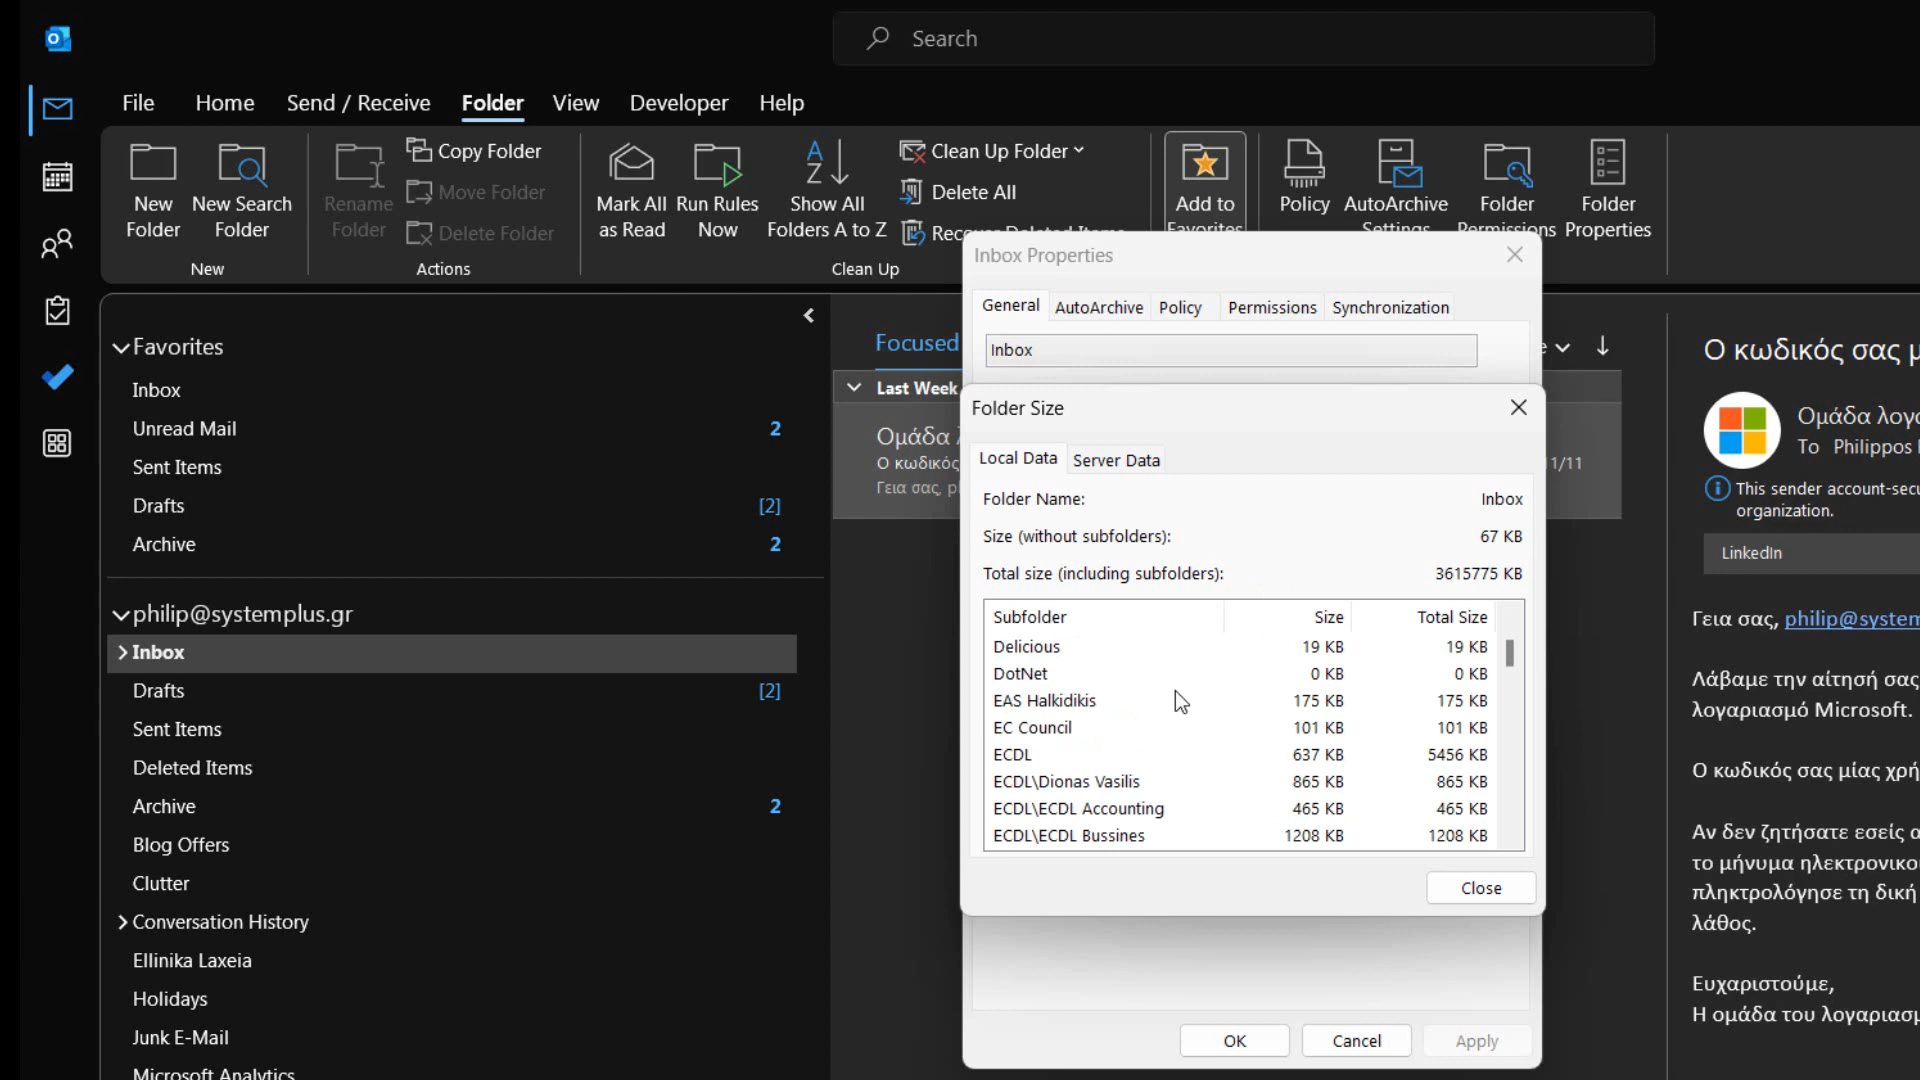 Search
File Home Send / Receive Folder View Developer Help
New Folder
New Search Folder
New
Rename Folder
Copy Folder
Move Folder
Delete Folder
Actions
Mark All as Read
Run Rules Now
Show All Folders A to Z
Clean Up Folder
Delete All
Recover Deleted Items
Clean Up
Add to Favorites
Policy
AutoArchive Settings
Folder Permissions
Folder Properties
Favorites
Inbox
Unread Mail 2
Sent Items
Drafts [2]
Archive 2
philip@systemplus.gr
Inbox
Drafts [2]
Sent Items
Deleted Items
Archive 2
Blog Offers
Clutter
Conversation History
Ellinika Laxeia
Holidays
Junk E-Mail
Microsoft Analytics
Focused
Last Week
Ομάδα
Ο κωδικός
Γεια σας,
1/11
Inbox Properties
General AutoArchive Policy Permissions Synchronization
Inbox
Folder Size
Local Data Server Data
Folder Name: Inbox
Size (without subfolders): 67 KB
Total size (including subfolders): 3615775 KB
Subfolder Size Total Size
Delicious 19 KB 19 KB
DotNet 0 KB 0 KB
EAS Halkidikis 175 KB 175 KB
EC Council 101 KB 101 KB
ECDL 637 KB 5456 KB
ECDL\Dionas Vasilis 865 KB 865 KB
ECDL\ECDL Accounting 465 KB 465 KB
ECDL\ECDL Bussines 1208 KB 1208 KB
Close
OK Cancel Apply
Ο κωδικός σας μ
Ομάδα λογα
To Philippos
This sender account-secu
organization.
LinkedIn
Γεια σας, philip@system
Λάβαμε την αίτησή σας
λογαριασμό Microsoft.
Ο κωδικός σας μίας χρή
Αν δεν ζητήσατε εσείς α
το μήνυμα ηλεκτρονικο
πληκτρολόγησε τη δική
λάθος.
Ευχαριστούμε,
Η ομάδα του λογαριασμ